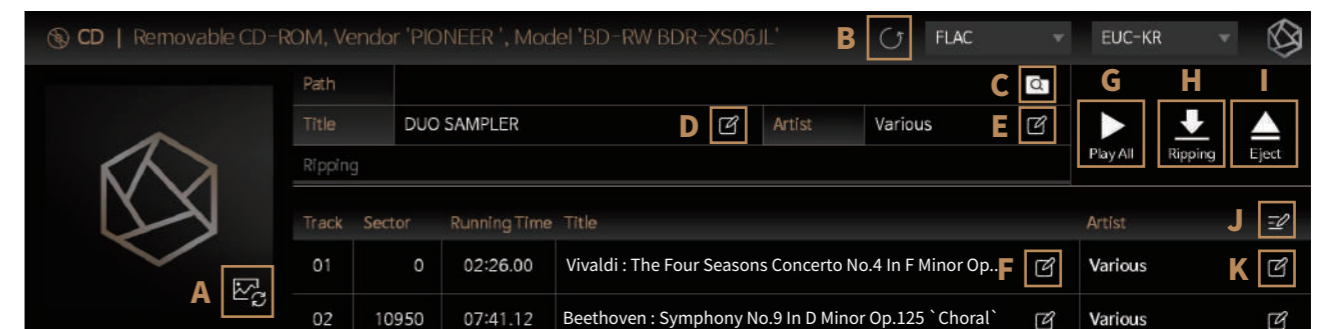 CD | Removable CD-ROM, Vendor 'PIONEER ', Model 'BD-RW BDR-XS06JL' B FLAC EUC-KR
Path C G H I
Title DUO SAMPLER D Artist Various E
Play All Ripping Eject
Ripping
Track Sector Running Time Title Artist J
01 0 02:26.00 Vivaldi : The Four Seasons Concerto No.4 In F Minor Op.. F Various K
A
02 10950 07:41.12 Beethoven : Symphony No.9 In D Minor Op.125 `Choral` Various